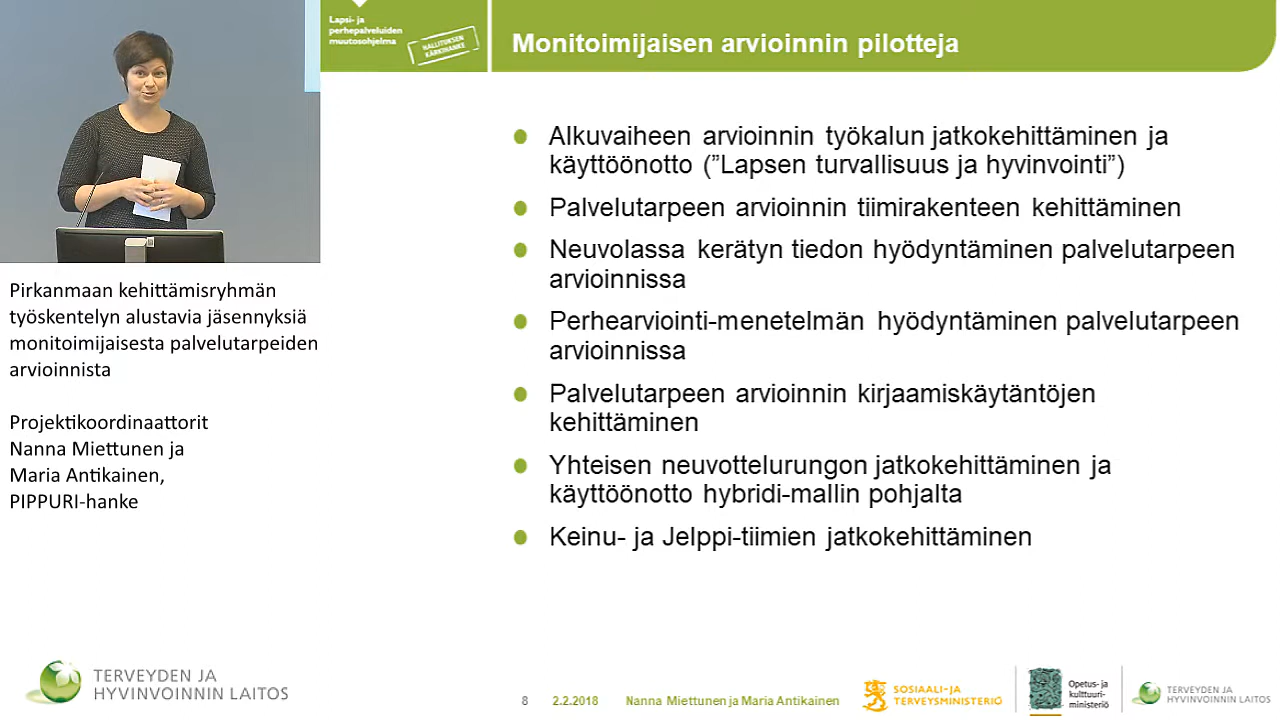 Lapsi- ja
perhepalveluiden
muutosohjelma
HALLITUKSEN
KÄRKIHANKE
Monitoimijaisen arvioinnin pilotteja
Alkuvaiheen arvioinnin työkalun jatkokehittäminen ja
käyttöönotto (”Lapsen turvallisuus ja hyvinvointi”)
Palvelutarpeen arvioinnin tiimirakenteen kehittäminen
Neuvolassa kerätyn tiedon hyödyntäminen palvelutarpeen
arvioinnissa
Perhearviointi-menetelmän hyödyntäminen palvelutarpeen
arvioinnissa
Palvelutarpeen arvioinnin kirjaamiskäytäntöjen
kehittäminen
Yhteisen neuvottelurungon jatkokehittäminen ja
käyttöönotto hybridi-mallin pohjalta
Keinu- ja Jelppi-tiimien jatkokehittäminen
Pirkanmaan kehittämisryhmän
työskentelyn alustavia jäsennyksiä
monitoimijaisesta palvelutarpeiden
arvioinnista
Projektikoordinaattorit
Nanna Miettunen ja
Maria Antikainen,
PIPPURI-hanke
TERVEYDEN JA
HYVINVOINNIN LAITOS
8 2.2.2018 Nanna Miettunen ja Maria Antikainen
SOSIAALI- JA
TERVEYSMINISTERIÖ
Opetus- ja
kulttuuri-
ministeriö
TERVEYDEN JA
HYVINVOINNIN LAITOS